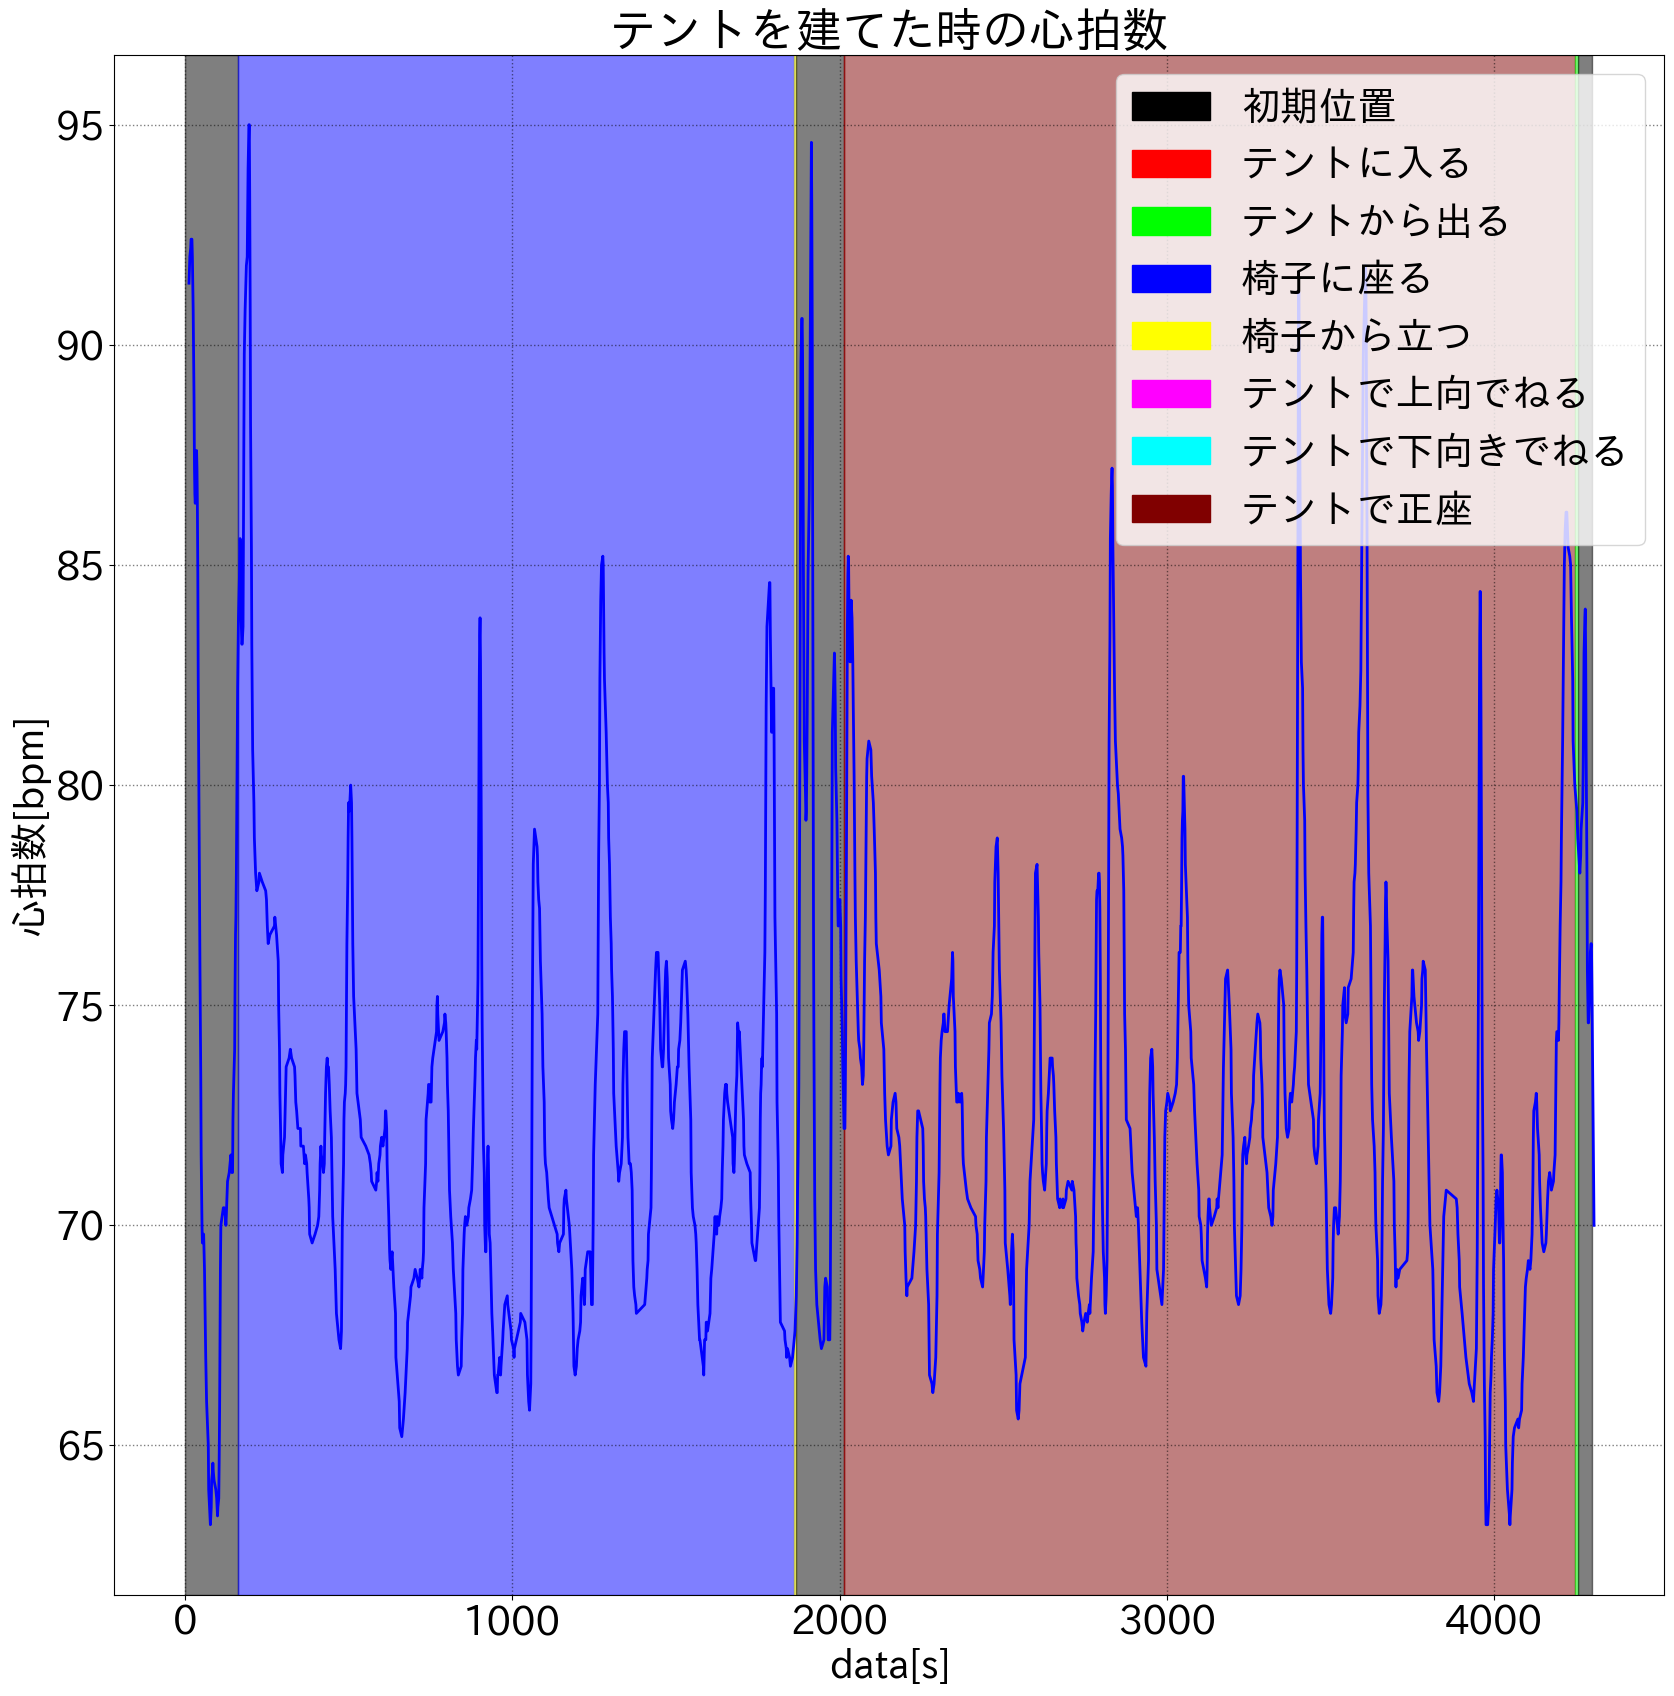 テントを建てた時の心拍数
初期位置
テントに入る
テントから出る
椅子に座る
椅子から立つ
テントで上向でねる
テントで下向きでねる
テントで正座
95
90
85
80
75
70
65
心拍数[bpm]
0 1000 2000 3000 4000
data[s]